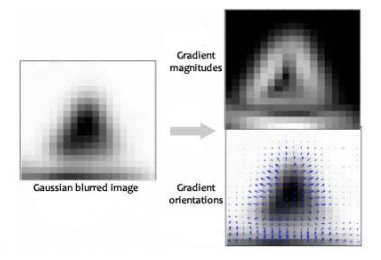 Gradient
magnitudes
Gaussian blurred image
Gradient
orientations